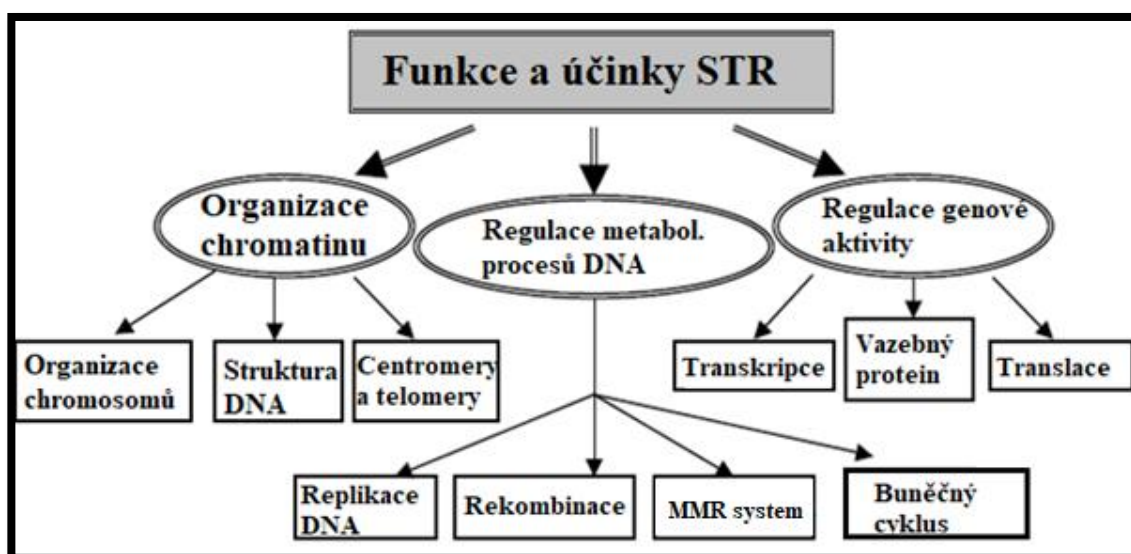 Funkce a účinky STR
Organizace
chromatinu
Regulace metabol.
procesů DNA
Regulace genové
aktivity
Organizace
chromosomů
Struktura
DNA
Centromery
a telomery
Transkripce
Vazebný
protein
Translace
Replikace
DNA
Rekombinace
MMR system
Buněčný
cyklus